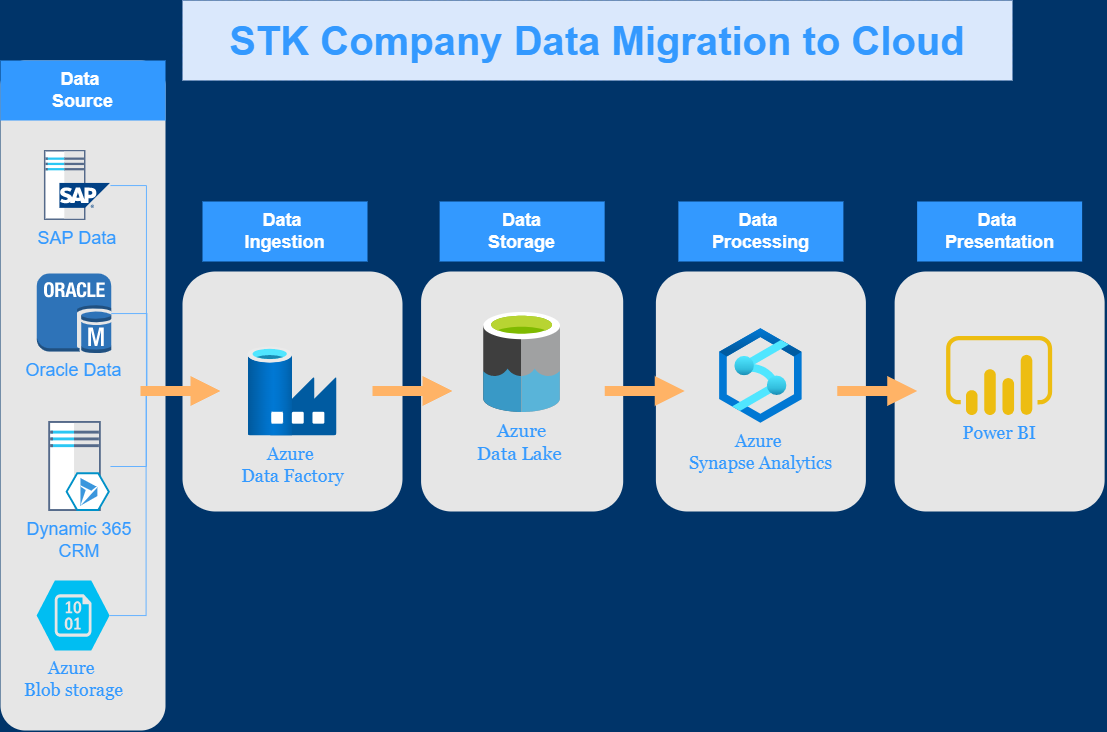 STK Company Data Migration to Cloud
Data
Source
SAP
SAP Data
ORACLE
M
Oracle Data
Dynamic 365
CRM
10
01
Azure
Blob storage
Data
Ingestion
Azure
Data Factory
Data
Storage
Azure
Data Lake
Data
Processing
Azure
Synapse Analytics
Data
Presentation
Power BI